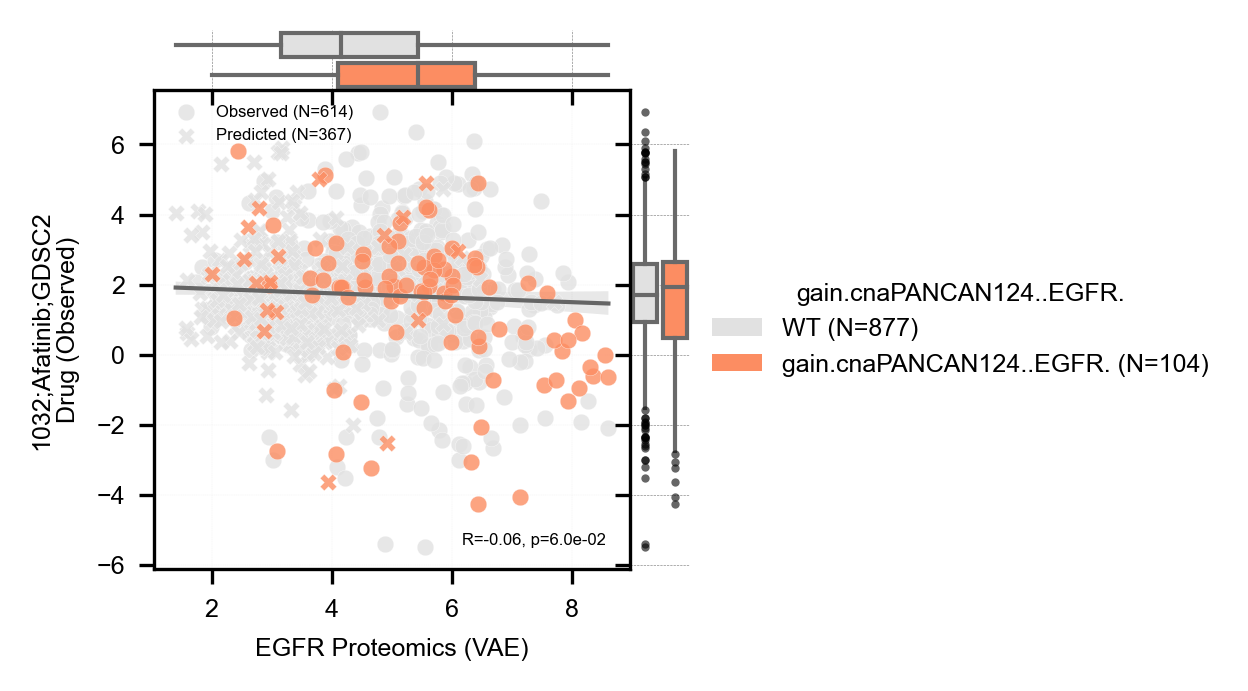 Observed (N=614)
Predicted (N=367)
6
4
2
0
−2
−4
−6
1032;Afatinib;GDSC2
Drug (Observed)
R=-0.06, p=6.0e-02
2
4
6
8
EGFR Proteomics (VAE)
gain.cnaPANCAN124..EGFR.
WT (N=877)
gain.cnaPANCAN124..EGFR. (N=104)